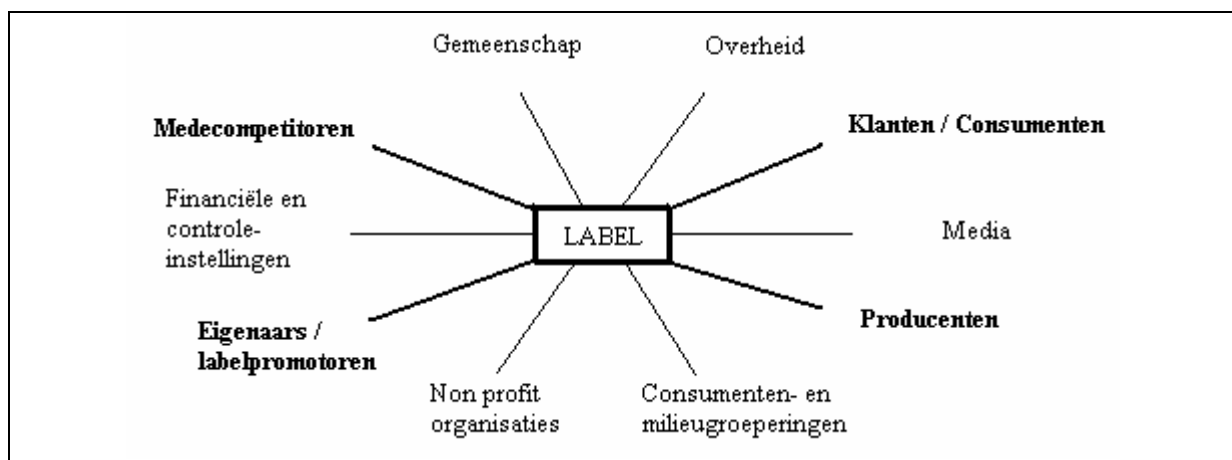 Gemeenschap
Overheid
Medecompetitoren
Klanten / Consumenten
Financiële en
controle-
instellingen
LABEL
Media
Eigenaars /
labelpromotoren
Producenten
Non profit
organisaties
Consumenten- en
milieugroeperingen